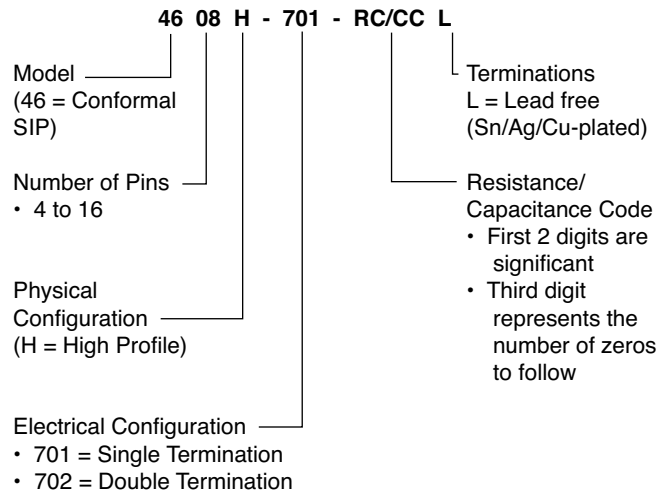 46 08 H - 701 - RC/CC L
Model
(46 = Conformal
SIP)
Number of Pins
• 4 to 16
Physical
Configuration
(H = High Profile)
Electrical Configuration
• 701 = Single Termination
• 702 = Double Termination
Terminations
L = Lead free
(Sn/Ag/Cu-plated)
Resistance/
Capacitance Code
• First 2 digits are
significant
• Third digit
represents the
number of zeros
to follow